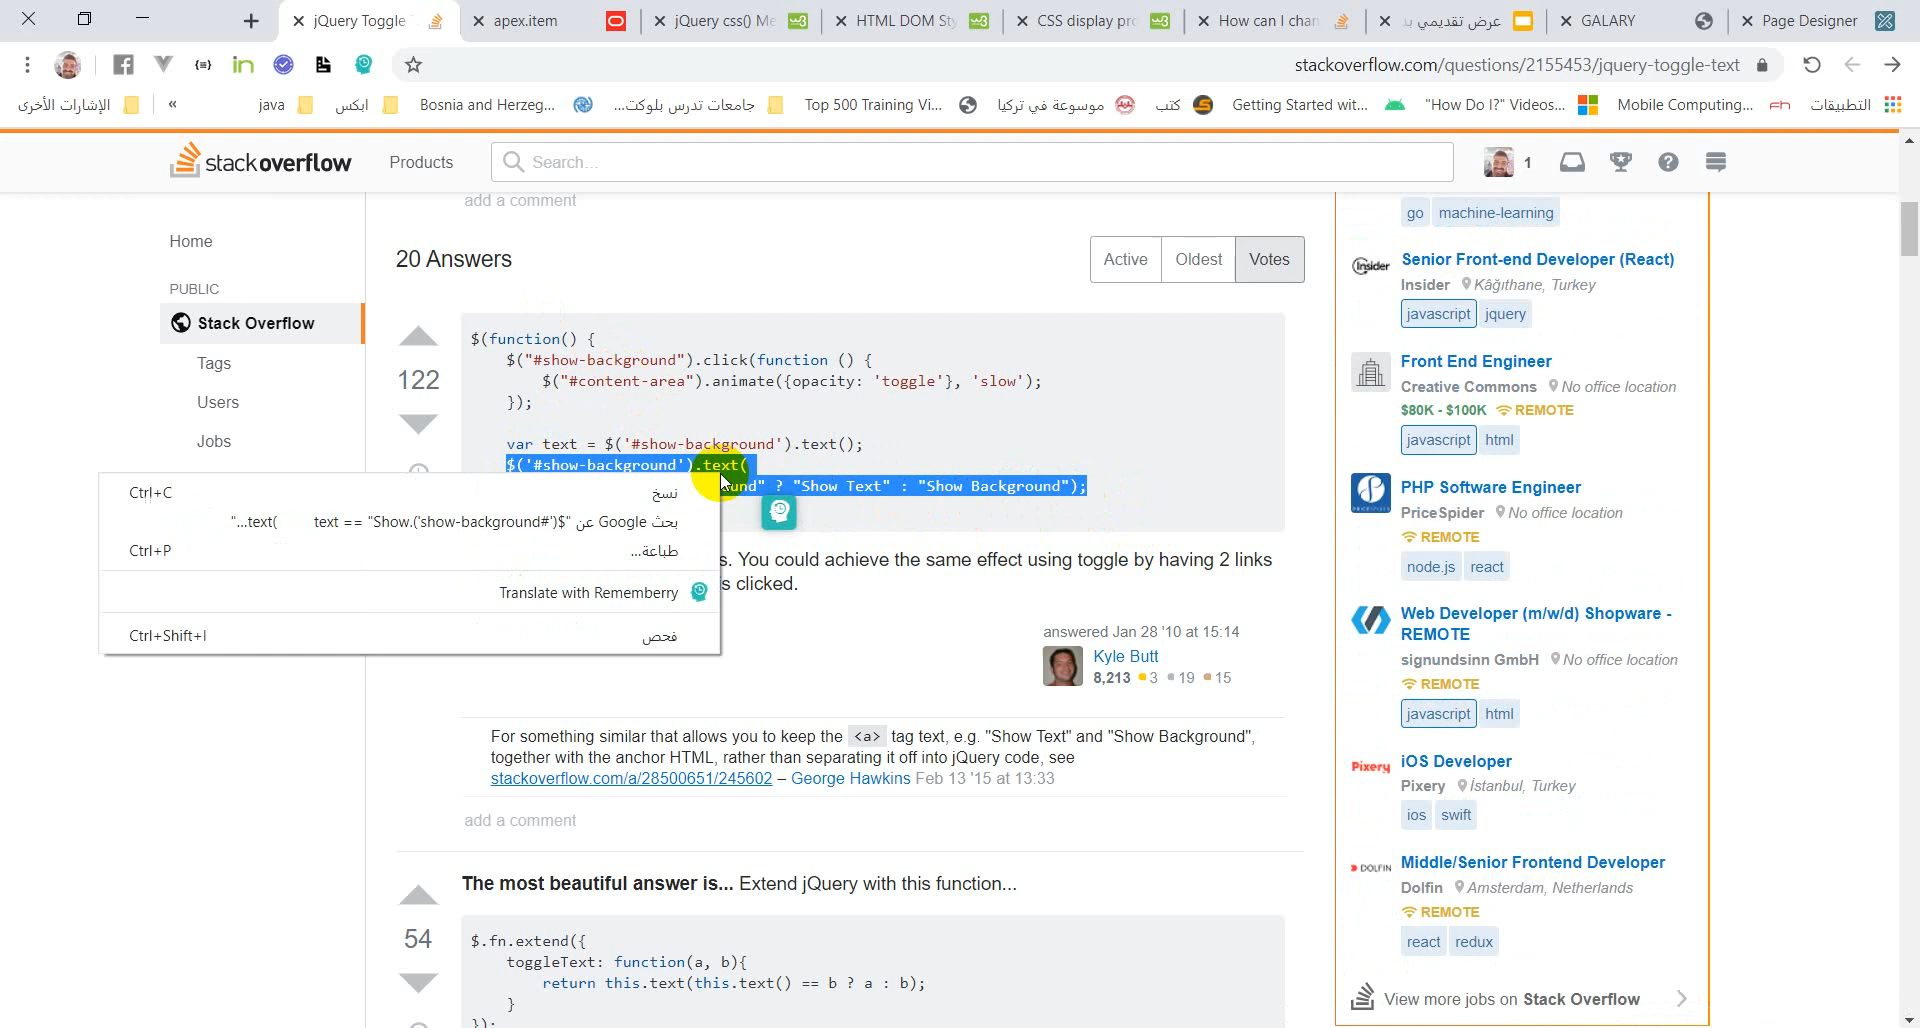 jQuery Toggle
apex.item
jQuery css() Me
HTML DOM St
CSS display pro
How can I chan
عرض تقديمي بد
GALARY
Page Designer
stackoverflow.com/questions/2155453/jquery-toggle-text
الإشارات الأخرى
«
java
ابكس
Bosnia and Herzeg...
جامعات تدرس بلوكت...
Top 500 Training Vi...
موسوعة في تركيا
كتب
Getting Started wit...
"How Do I?" Videos...
Mobile Computing...
التطبيقات
stackoverflow
Products
Search...
1
add a comment
Home
PUBLIC
Stack Overflow
Tags
Users
Jobs
20 Answers
Active
Oldest
Votes
122
$(function() {
$("#show-background").click(function () {
$("#content-area").animate({opacity: 'toggle'}, 'slow');
});
var text = $('#show-background').text();
$('#show-background').text(
und" ? "Show Text" : "Show Background");
نسخ Ctrl+C
بحث Google عن "$('#show-background').text( text == "Show..."
طباعة... Ctrl+P
Translate with Rememberry
فحص Ctrl+Shift+I
s. You could achieve the same effect using toggle by having 2 links
s clicked.
answered Jan 28 '10 at 15:14
Kyle Butt
8,213 3 19 15
For something similar that allows you to keep the <a> tag text, e.g. "Show Text" and "Show Background",
together with the anchor HTML, rather than separating it off into jQuery code, see
stackoverflow.com/a/28500651/245602 – George Hawkins Feb 13 '15 at 13:33
add a comment
The most beautiful answer is... Extend jQuery with this function...
54
$.fn.extend({
toggleText: function(a, b){
return this.text(this.text() == b ? a : b);
}
});
go
machine-learning
Insider
Senior Front-end Developer (React)
Insider Kâğıthane, Turkey
javascript
jquery
Front End Engineer
Creative Commons No office location
$80K - $100K REMOTE
javascript
html
PHP Software Engineer
PriceSpider No office location
REMOTE
node.js
react
Web Developer (m/w/d) Shopware -
REMOTE
signundsinn GmbH No office location
REMOTE
javascript
html
Pixery
iOS Developer
Pixery İstanbul, Turkey
ios
swift
DOLFIN
Middle/Senior Frontend Developer
Dolfin Amsterdam, Netherlands
REMOTE
react
redux
View more jobs on Stack Overflow